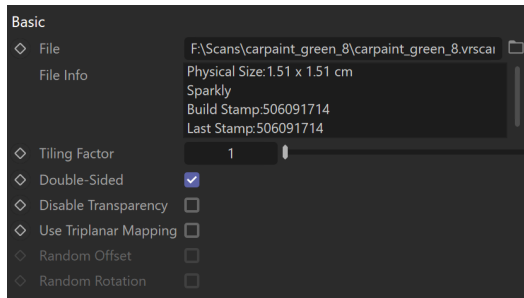 Basic
File F:\Scans\carpaint_green_8\carpaint_green_8.vrscan
File Info Physical Size:1.51 x 1.51 cm
Sparkly
Build Stamp:506091714
Last Stamp:506091714
Tiling Factor 1
Double-Sided
Disable Transparency
Use Triplanar Mapping
Random Offset
Random Rotation